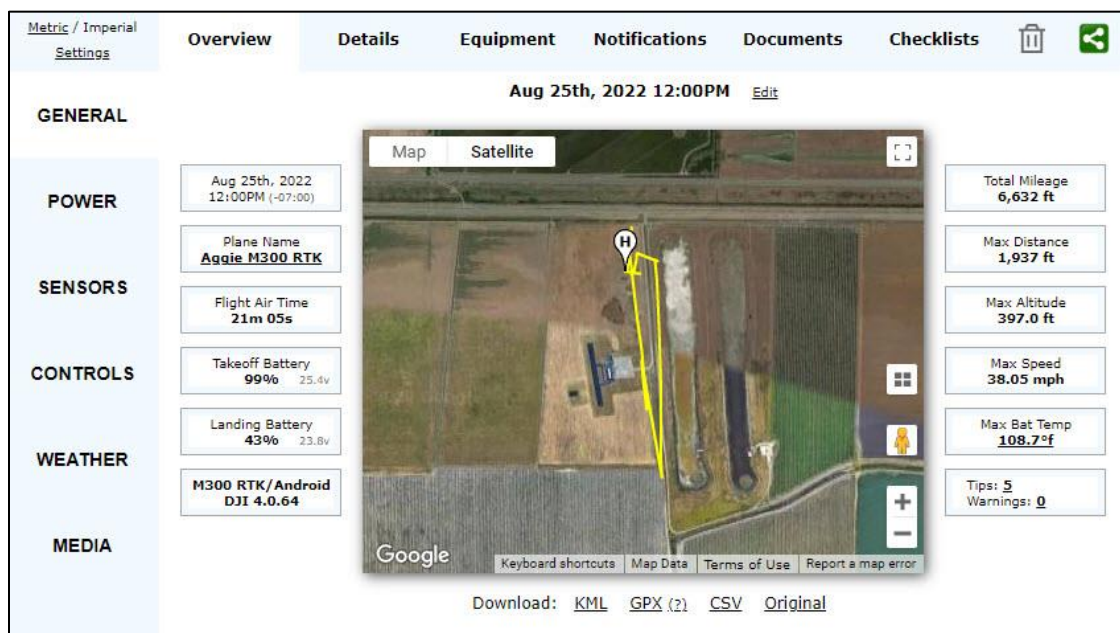 Metric / Imperial
Settings
Overview
Details
Equipment
Notifications
Documents
Checklists
Aug 25th, 2022 12:00PM Edit
GENERAL
POWER
SENSORS
CONTROLS
WEATHER
MEDIA
Aug 25th, 2022
12:00PM (-07:00)
Plane Name
Aggie M300 RTK
Flight Air Time
21m 05s
Takeoff Battery
99% 25.4v
Landing Battery
43% 23.8v
M300 RTK/Android
DJI 4.0.64
Map
Satellite
H
Google
Keyboard shortcuts
Map Data
Terms of Use
Report a map error
Total Mileage
6,632 ft
Max Distance
1,937 ft
Max Altitude
397.0 ft
Max Speed
38.05 mph
Max Bat Temp
108.7°f
Tips: 5
Warnings: 0
Download: KML GPX (?) CSV Original